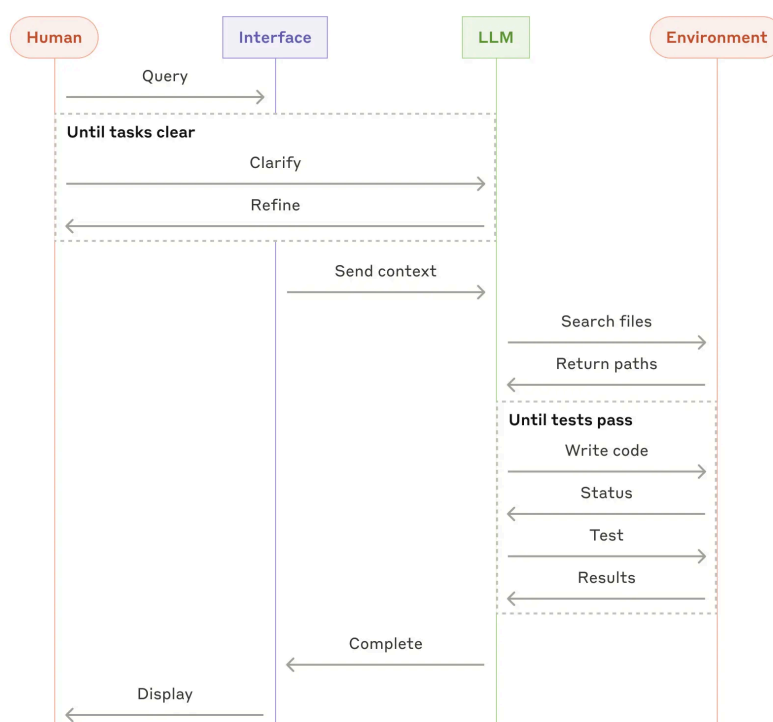 Human
Interface
LLM
Environment
Query
Until tasks clear
Clarify
Refine
Send context
Search files
Return paths
Until tests pass
Write code
Status
Test
Results
Complete
Display